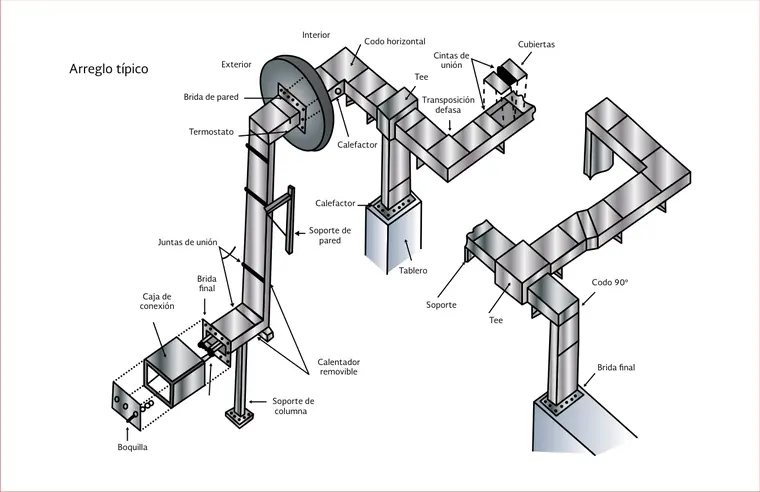 Interior
Codo horizontal
Cubiertas
Cintas de
unión
Arreglo típico
Exterior
Tee
Brida de pared
Transposición
defasa
Termostato
Calefactor
Calefactor
Soporte de
pared
Juntas de unión
Tablero
Brida
final
Codo 90°
Caja de
conexión
Soporte
Tee
Calentador
removible
Brida final
Soporte de
columna
Boquilla